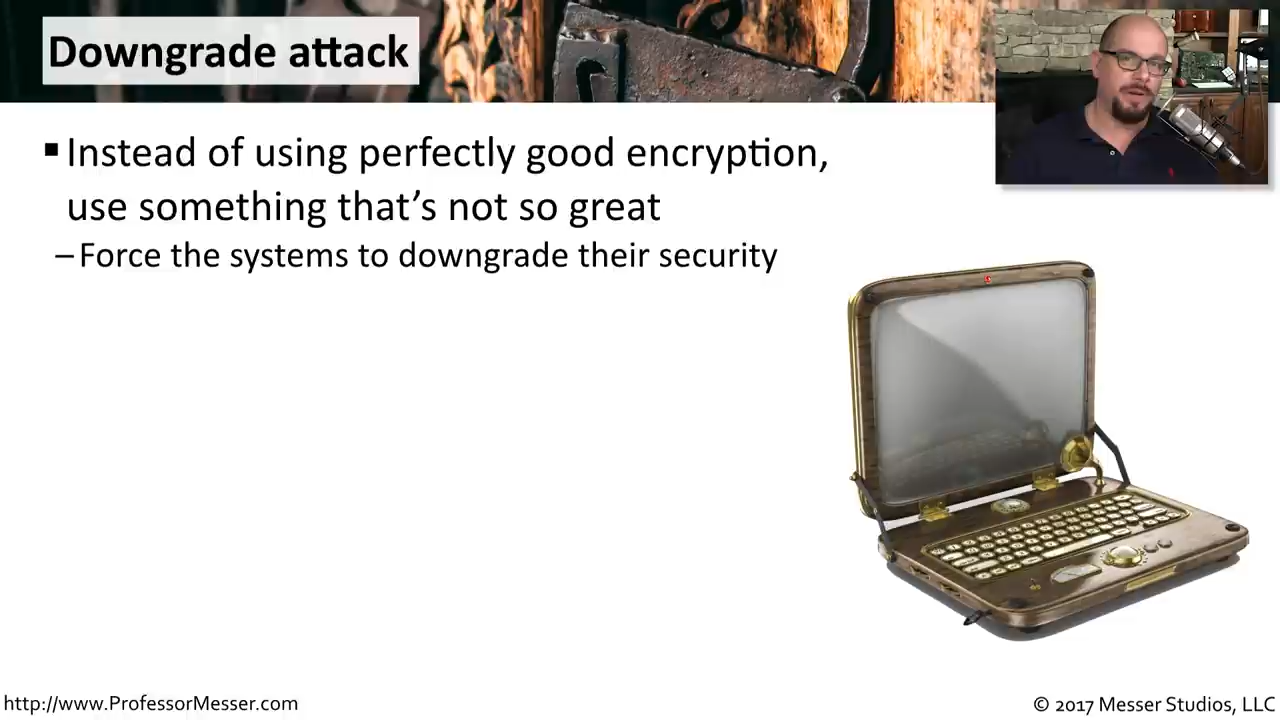 Downgrade attack
▪ Instead of using perfectly good encryption,
use something that's not so great
– Force the systems to downgrade their security
http://www.ProfessorMesser.com
© 2017 Messer Studios, LLC